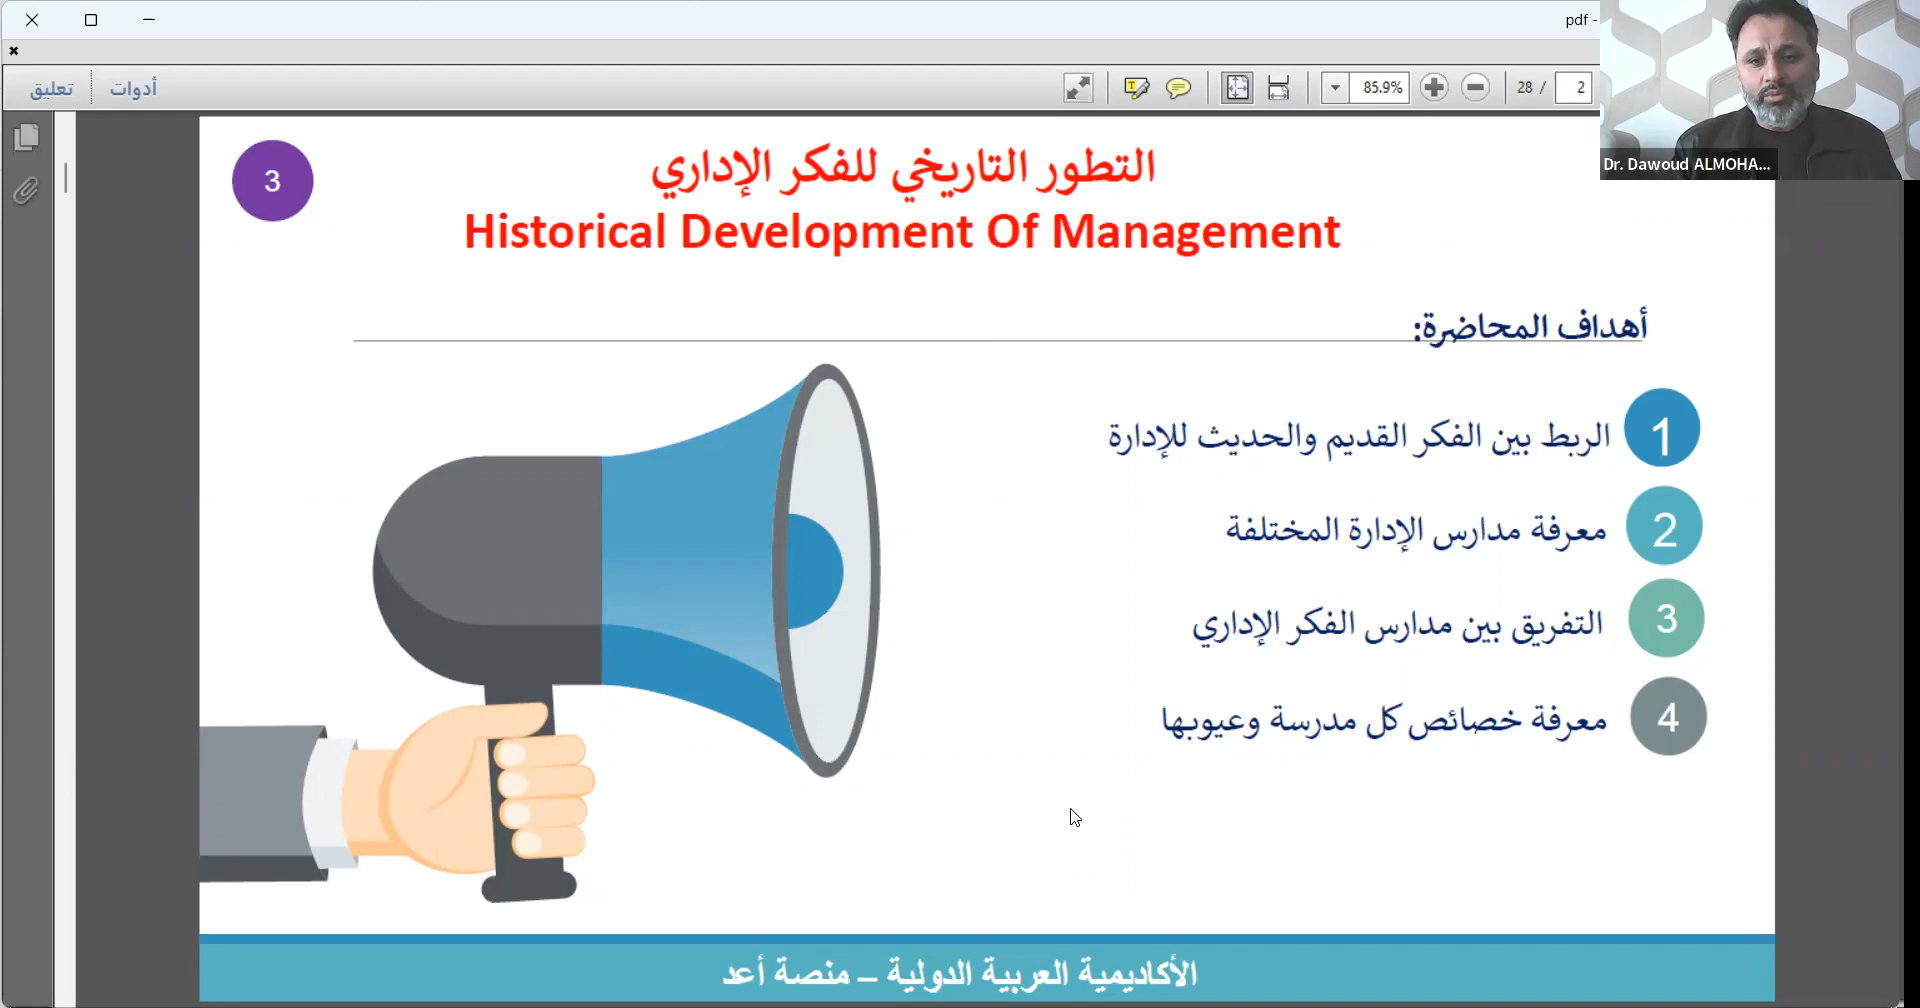 pdf -
تعليق
أدوات
85.9%
28 /
2
Dr. Dawoud ALMOHA...
3
التطور التاريخي للفكر الإداري
Historical Development Of Management
أهداف المحاضرة:
1 الربط بين الفكر القديم والحديث للإدارة
2 معرفة مدارس الإدارة المختلفة
3 التفريق بين مدارس الفكر الإداري
4 معرفة خصائص كل مدرسة وعيوبها
الأكاديمية العربية الدولية – منصة أعد